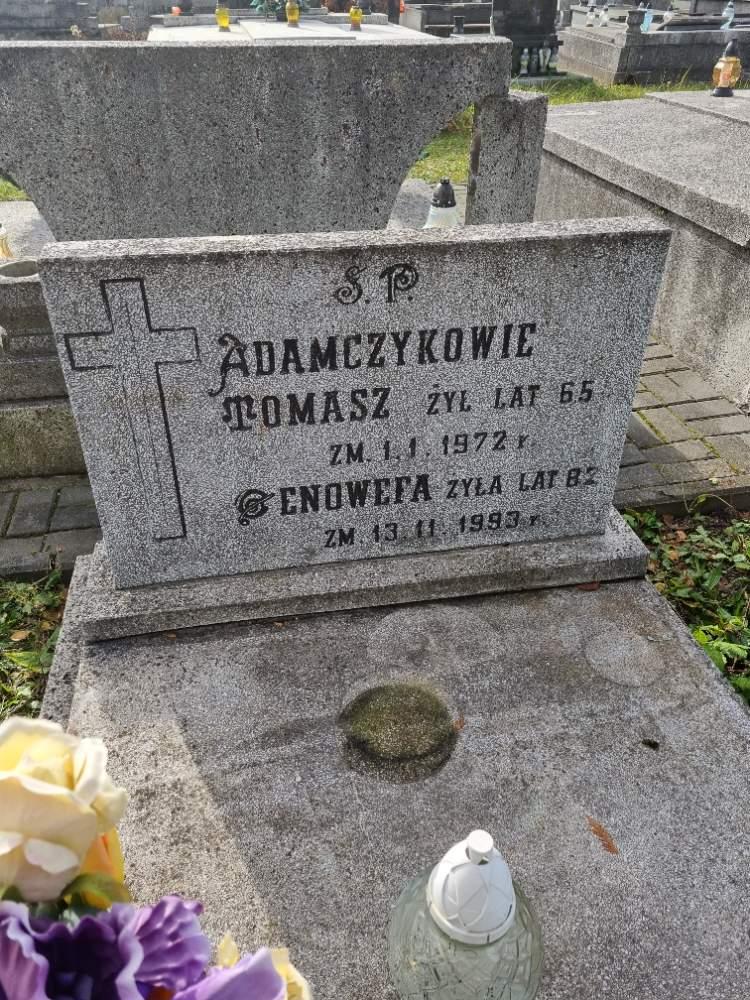 Ś. P.
ADAMCZYKOWIE
TOMASZ ŻYŁ LAT 65
ZM. 1.1.1972 r.
GENOWEFA ŻYŁA LAT 82
ZM 13 11 1993 r.